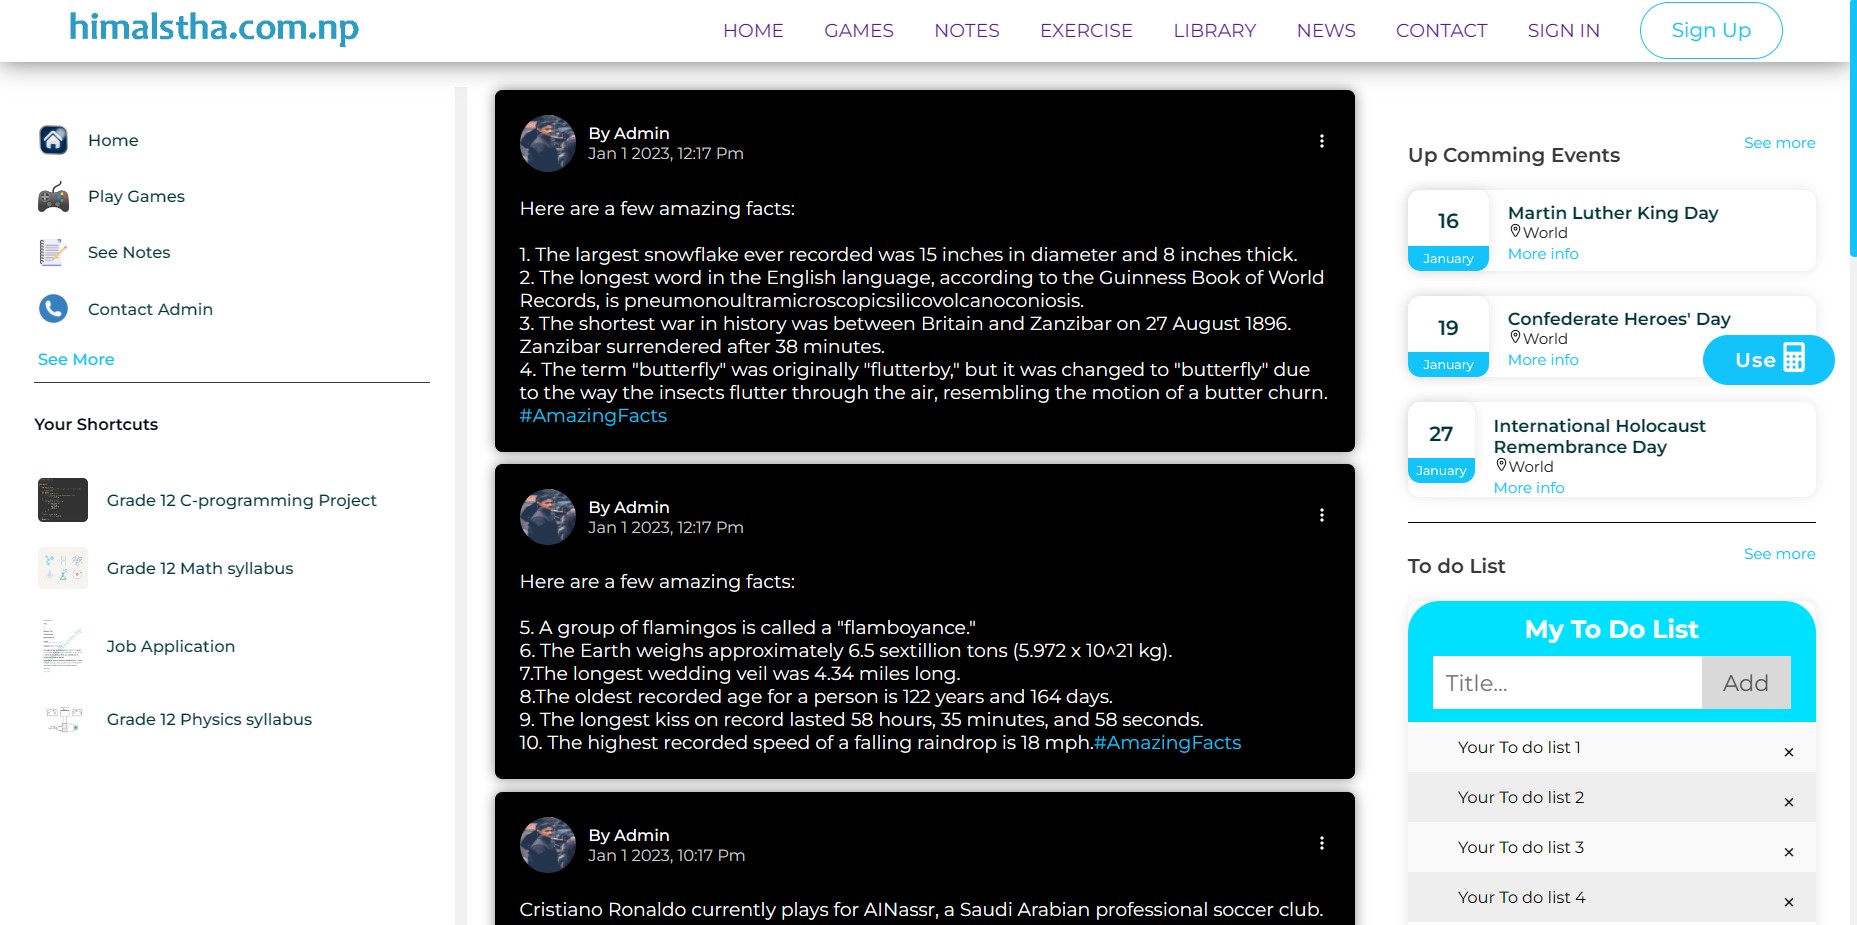 himalstha.com.np
HOME
GAMES
NOTES
EXERCISE
LIBRARY
NEWS
CONTACT
SIGN IN
Sign Up
Home
Play Games
See Notes
Contact Admin
See More
Your Shortcuts
Grade 12 C-programming Project
Grade 12 Math syllabus
Job Application
Grade 12 Physics syllabus
By Admin
Jan 1 2023, 12:17 Pm
Here are a few amazing facts:
1. The largest snowflake ever recorded was 15 inches in diameter and 8 inches thick.
2. The longest word in the English language, according to the Guinness Book of World
Records, is pneumonoultramicroscopicsilicovolcanoconiosis.
3. The shortest war in history was between Britain and Zanzibar on 27 August 1896.
Zanzibar surrendered after 38 minutes.
4. The term "butterfly" was originally "flutterby," but it was changed to "butterfly" due
to the way the insects flutter through the air, resembling the motion of a butter churn.
#AmazingFacts
By Admin
Jan 1 2023, 12:17 Pm
Here are a few amazing facts:
5. A group of flamingos is called a "flamboyance."
6. The Earth weighs approximately 6.5 sextillion tons (5.972 x 10^21 kg).
7.The longest wedding veil was 4.34 miles long.
8.The oldest recorded age for a person is 122 years and 164 days.
9. The longest kiss on record lasted 58 hours, 35 minutes, and 58 seconds.
10. The highest recorded speed of a falling raindrop is 18 mph.#AmazingFacts
By Admin
Jan 1 2023, 10:17 Pm
Cristiano Ronaldo currently plays for AlNassr, a Saudi Arabian professional soccer club.
Up Comming Events
See more
16
January
Martin Luther King Day
World
More info
19
January
Confederate Heroes' Day
World
More info
Use
27
January
International Holocaust
Remembrance Day
World
More info
To do List
See more
My To Do List
Title...
Add
Your To do list 1
×
Your To do list 2
×
Your To do list 3
×
Your To do list 4
×